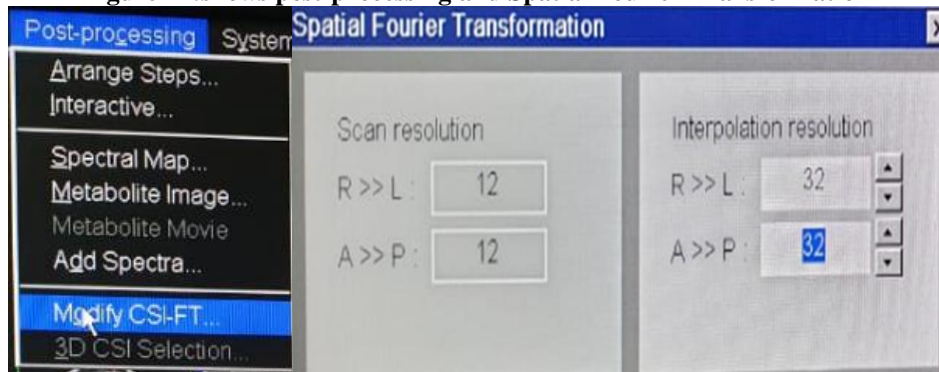 Post-processing System
Arrange Steps...
Interactive...
Spectral Map...
Metabolite Image...
Metabolite Movie
Add Spectra...
Modify CSI-FT...
3D CSI Selection...
Spatial Fourier Transformation
Scan resolution
R >> L : 12
A >> P : 12
Interpolation resolution
R >> L : 32
A >> P : 32